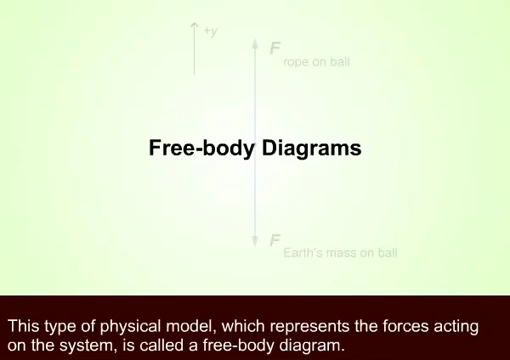 +y
F
rope on ball
Free-body Diagrams
F
Earth's mass on ball
This type of physical model, which represents the forces acting
on the system, is called a free-body diagram.